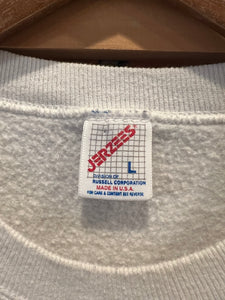 JERZEES
L
DIVISION OF
RUSSELL CORPORATION
MADE IN U.S.A.
FOR CARE & CONTENT SEE REVERSE